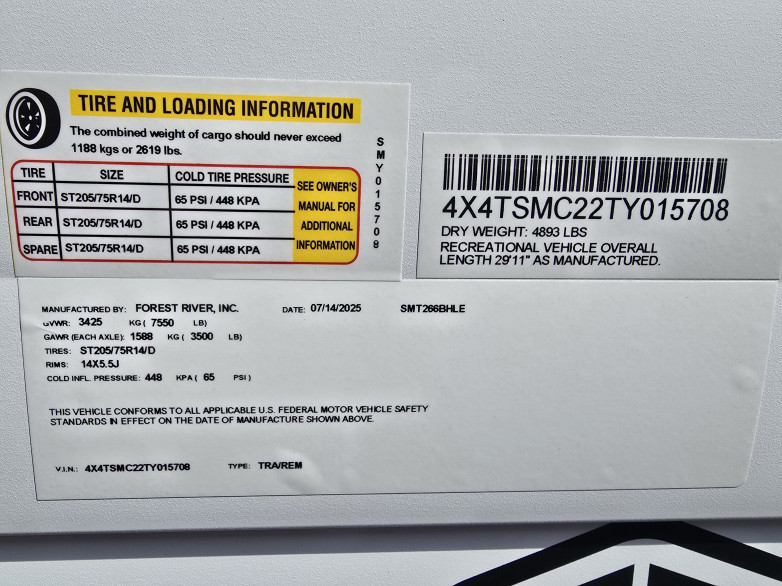 TIRE AND LOADING INFORMATION
The combined weight of cargo should never exceed
1188 kgs or 2619 lbs.
TIRE SIZE COLD TIRE PRESSURE SEE OWNER'S MANUAL FOR ADDITIONAL INFORMATION
FRONT ST205/75R14/D 65 PSI / 448 KPA
REAR ST205/75R14/D 65 PSI / 448 KPA
SPARE ST205/75R14/D 65 PSI / 448 KPA
SMY015708
4X4TSMC22TY015708
DRY WEIGHT: 4893 LBS
RECREATIONAL VEHICLE OVERALL
LENGTH 29'11" AS MANUFACTURED.
MANUFACTURED BY: FOREST RIVER, INC. DATE: 07/14/2025 SMT266BHLE
GVWR: 3425 KG ( 7550 LB)
GAWR (EACH AXLE): 1588 KG ( 3500 LB)
TIRES: ST205/75R14/D
RIMS: 14X5.5J
COLD INFL. PRESSURE: 448 KPA ( 65 PSI )
THIS VEHICLE CONFORMS TO ALL APPLICABLE U.S. FEDERAL MOTOR VEHICLE SAFETY
STANDARDS IN EFFECT ON THE DATE OF MANUFACTURE SHOWN ABOVE.
V.I.N.: 4X4TSMC22TY015708 TYPE: TRA/REM